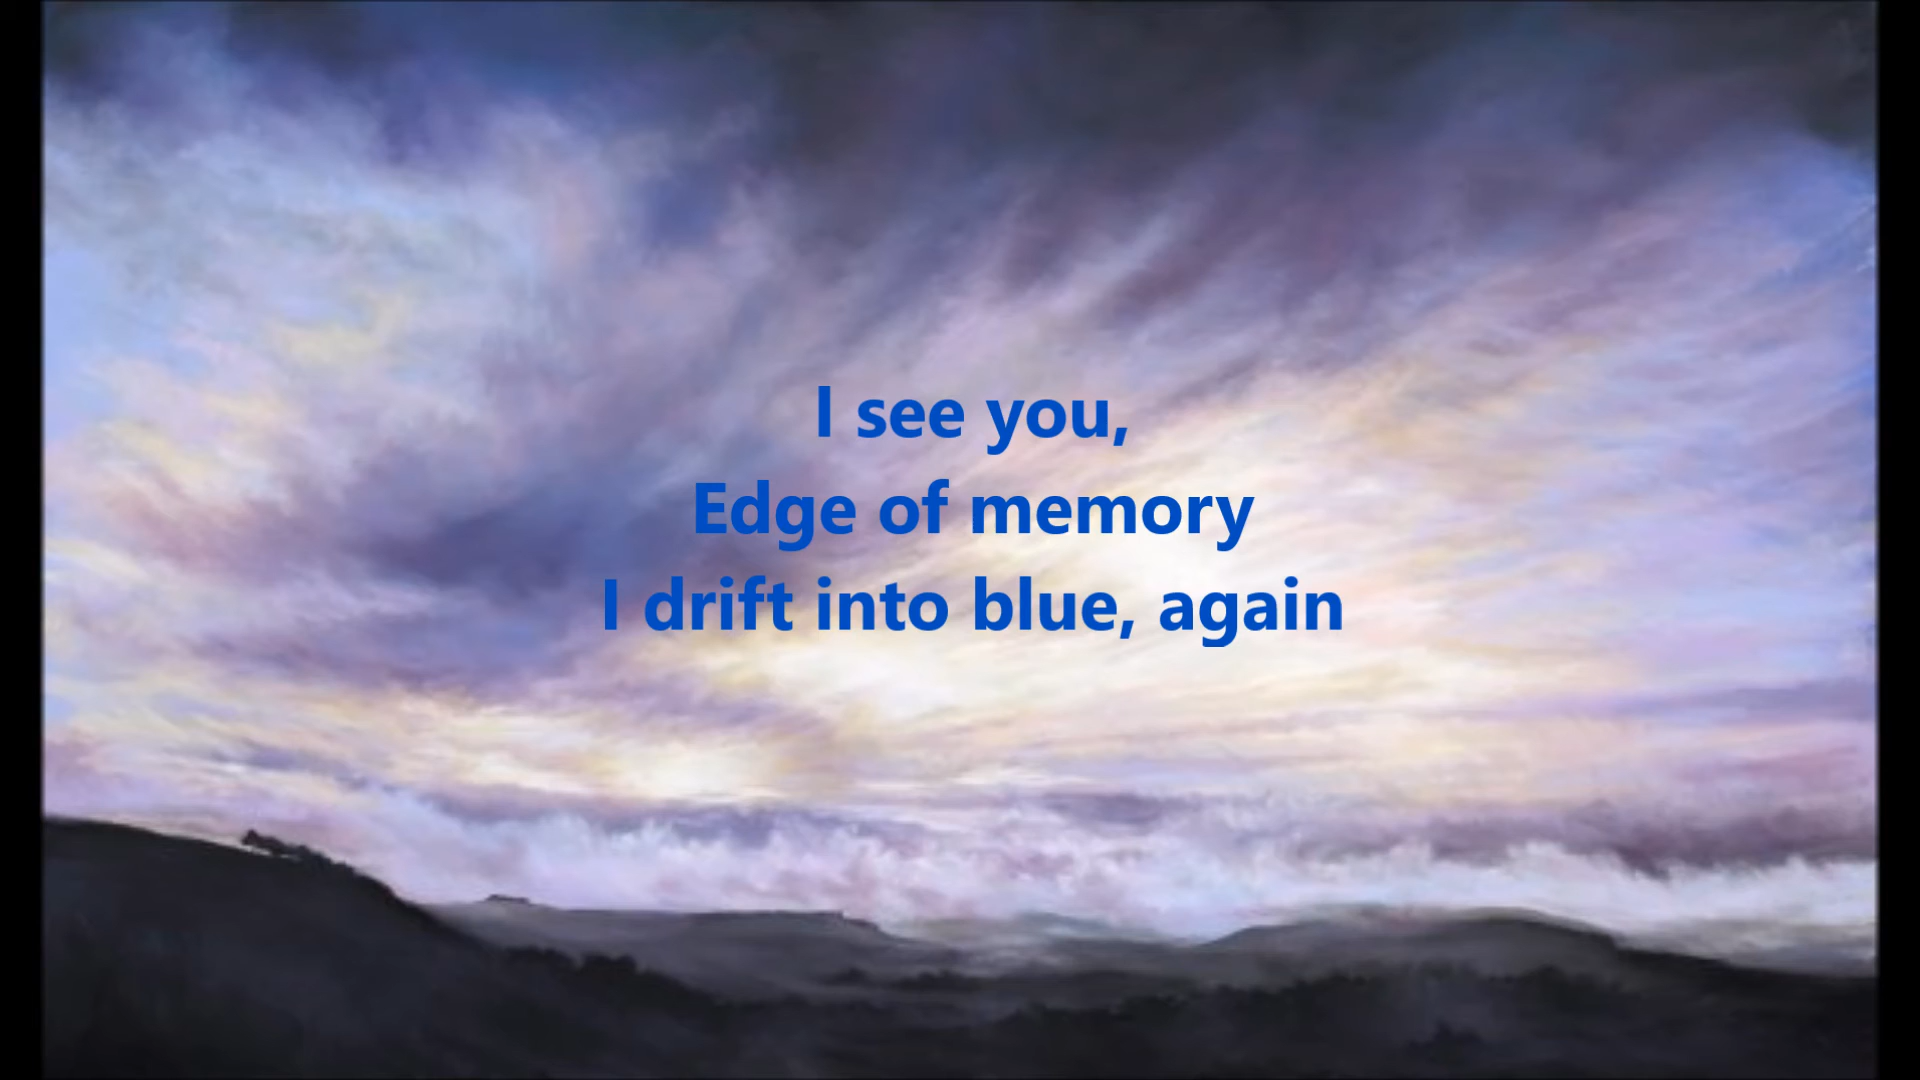 I see you,
Edge of memory
I drift into blue, again